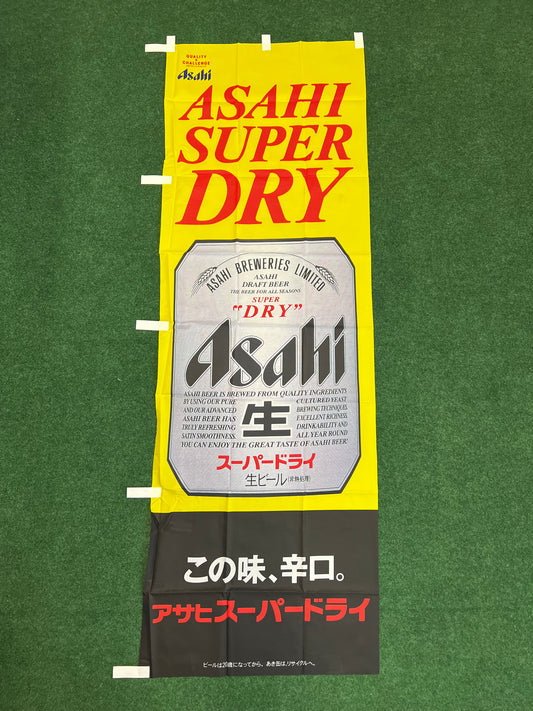 QUALITY
&
CHALLENGE
Asahi
ASAHI
SUPER
DRY
ASAHI BREWERIES LIMITED
ASAHI
DRAFT BEER
THE BEER FOR ALL SEASONS
SUPER
"DRY"
Asahi
ASAHI BEER IS BREWED FROM QUALITY INGREDIENTS
BY USING OUR PURE CULTURED YEAST
AND OUR ADVANCED BREWING TECHNIQUES.
ASAHI BEER HAS EXCELLENT RICHNESS,
TRULY REFRESHING DRINKABILITY AND
SATIN SMOOTHNESS. ALL YEAR ROUND
生
YOU CAN ENJOY THE GREAT TASTE OF ASAHI BEER!
スーパードライ
生ビール(非熱処理)
この味、辛口。
アサヒスーパードライ
ビールは20歳になってから。あき缶は、リサイクルへ。